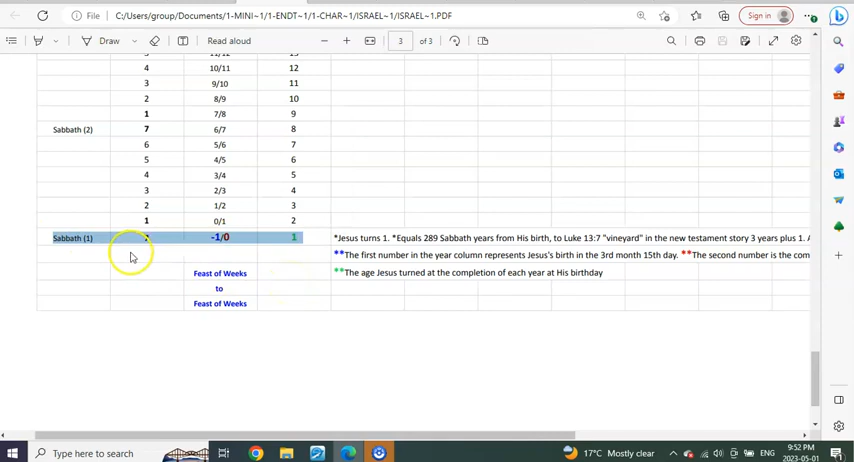 File
C:/Users/group/Documents/1-MINI~1/1-ENDT~1/1-CHAR~1/ISRAEL~1/ISRAEL~1.PDF
Sign in
Draw
Read aloud
3
of 3
4 10/11 12
3 9/10 11
2 8/9 10
1 7/8 9
Sabbath (2) 7 6/7 8
6 5/6 7
5 4/5 6
4 3/4 5
3 2/3 4
2 1/2 3
1 0/1 2
Sabbath (1) -1/0 1 *Jesus turns 1. *Equals 289 Sabbath years from His birth, to Luke 13:7 "vineyard" in the new testament story 3 years plus 1. A
**The first number in the year column represents Jesus's birth in the 3rd month 15th day. **The second number is the com
Feast of Weeks **The age Jesus turned at the completion of each year at His birthday
to
Feast of Weeks
Type here to search
17°C Mostly clear
ENG
9:52 PM
2023-05-01